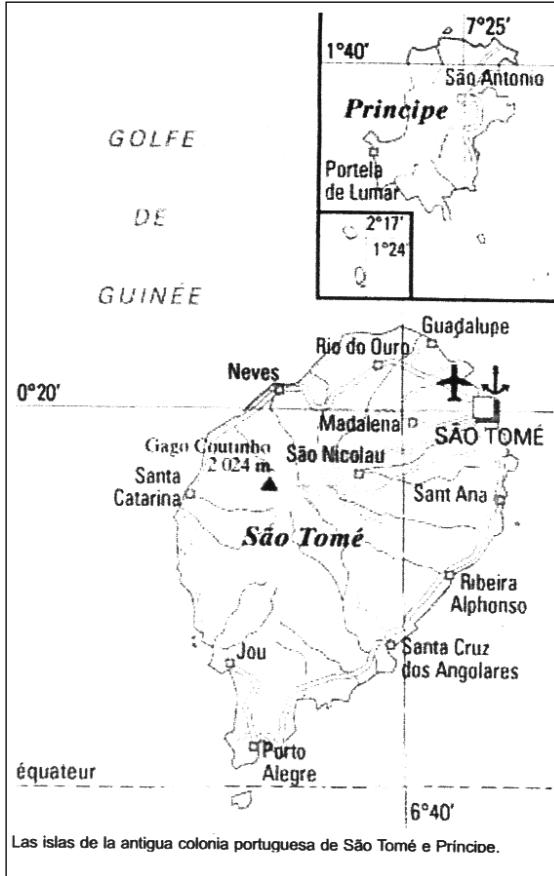 7°25'
1°40'
São Antonio
Principe
Portela
de Lumar
2°17'
1°24'
GOLFE
DE
GUINÉE
Guadalupe
Rio do Ouro
Neves
0°20'
Madalena
SÃO TOMÉ
Gago Coutinho
2 024 m
São Nicolau
Santa
Catarina
Sant Ana
São Tomé
Ribeira
Alphonso
Santa Cruz
dos Angolares
Jou
Porto
Alegre
équateur
6°40'
Las islas de la antigua colonia portuguesa de São Tomé e Príncipe.